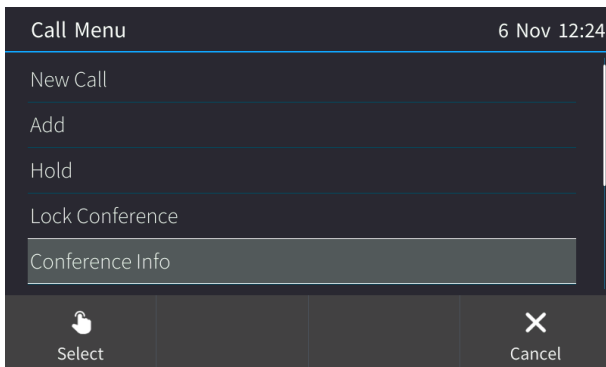 Call Menu 6 Nov 12:24
New Call
Add
Hold
Lock Conference
Conference Info
Select Cancel